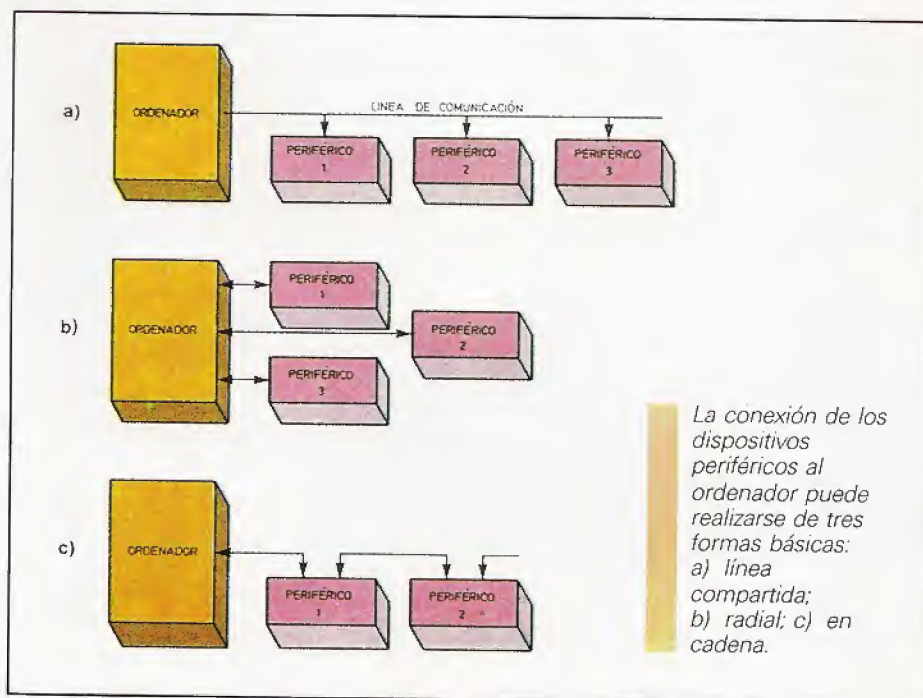 a)
ORDENADOR
LINEA DE COMUNICACIÓN
PERIFÉRICO
1
PERIFÉRICO
2
PERIFÉRICO
3
b)
ORDENADOR
PERIFÉRICO
1
PERIFÉRICO
2
PERIFÉRICO
3
c)
ORDENADOR
PERIFÉRICO
1
PERIFÉRICO
2
La conexión de los
dispositivos
periféricos al
ordenador puede
realizarse de tres
formas básicas:
a) línea
compartida;
b) radial; c) en
cadena.